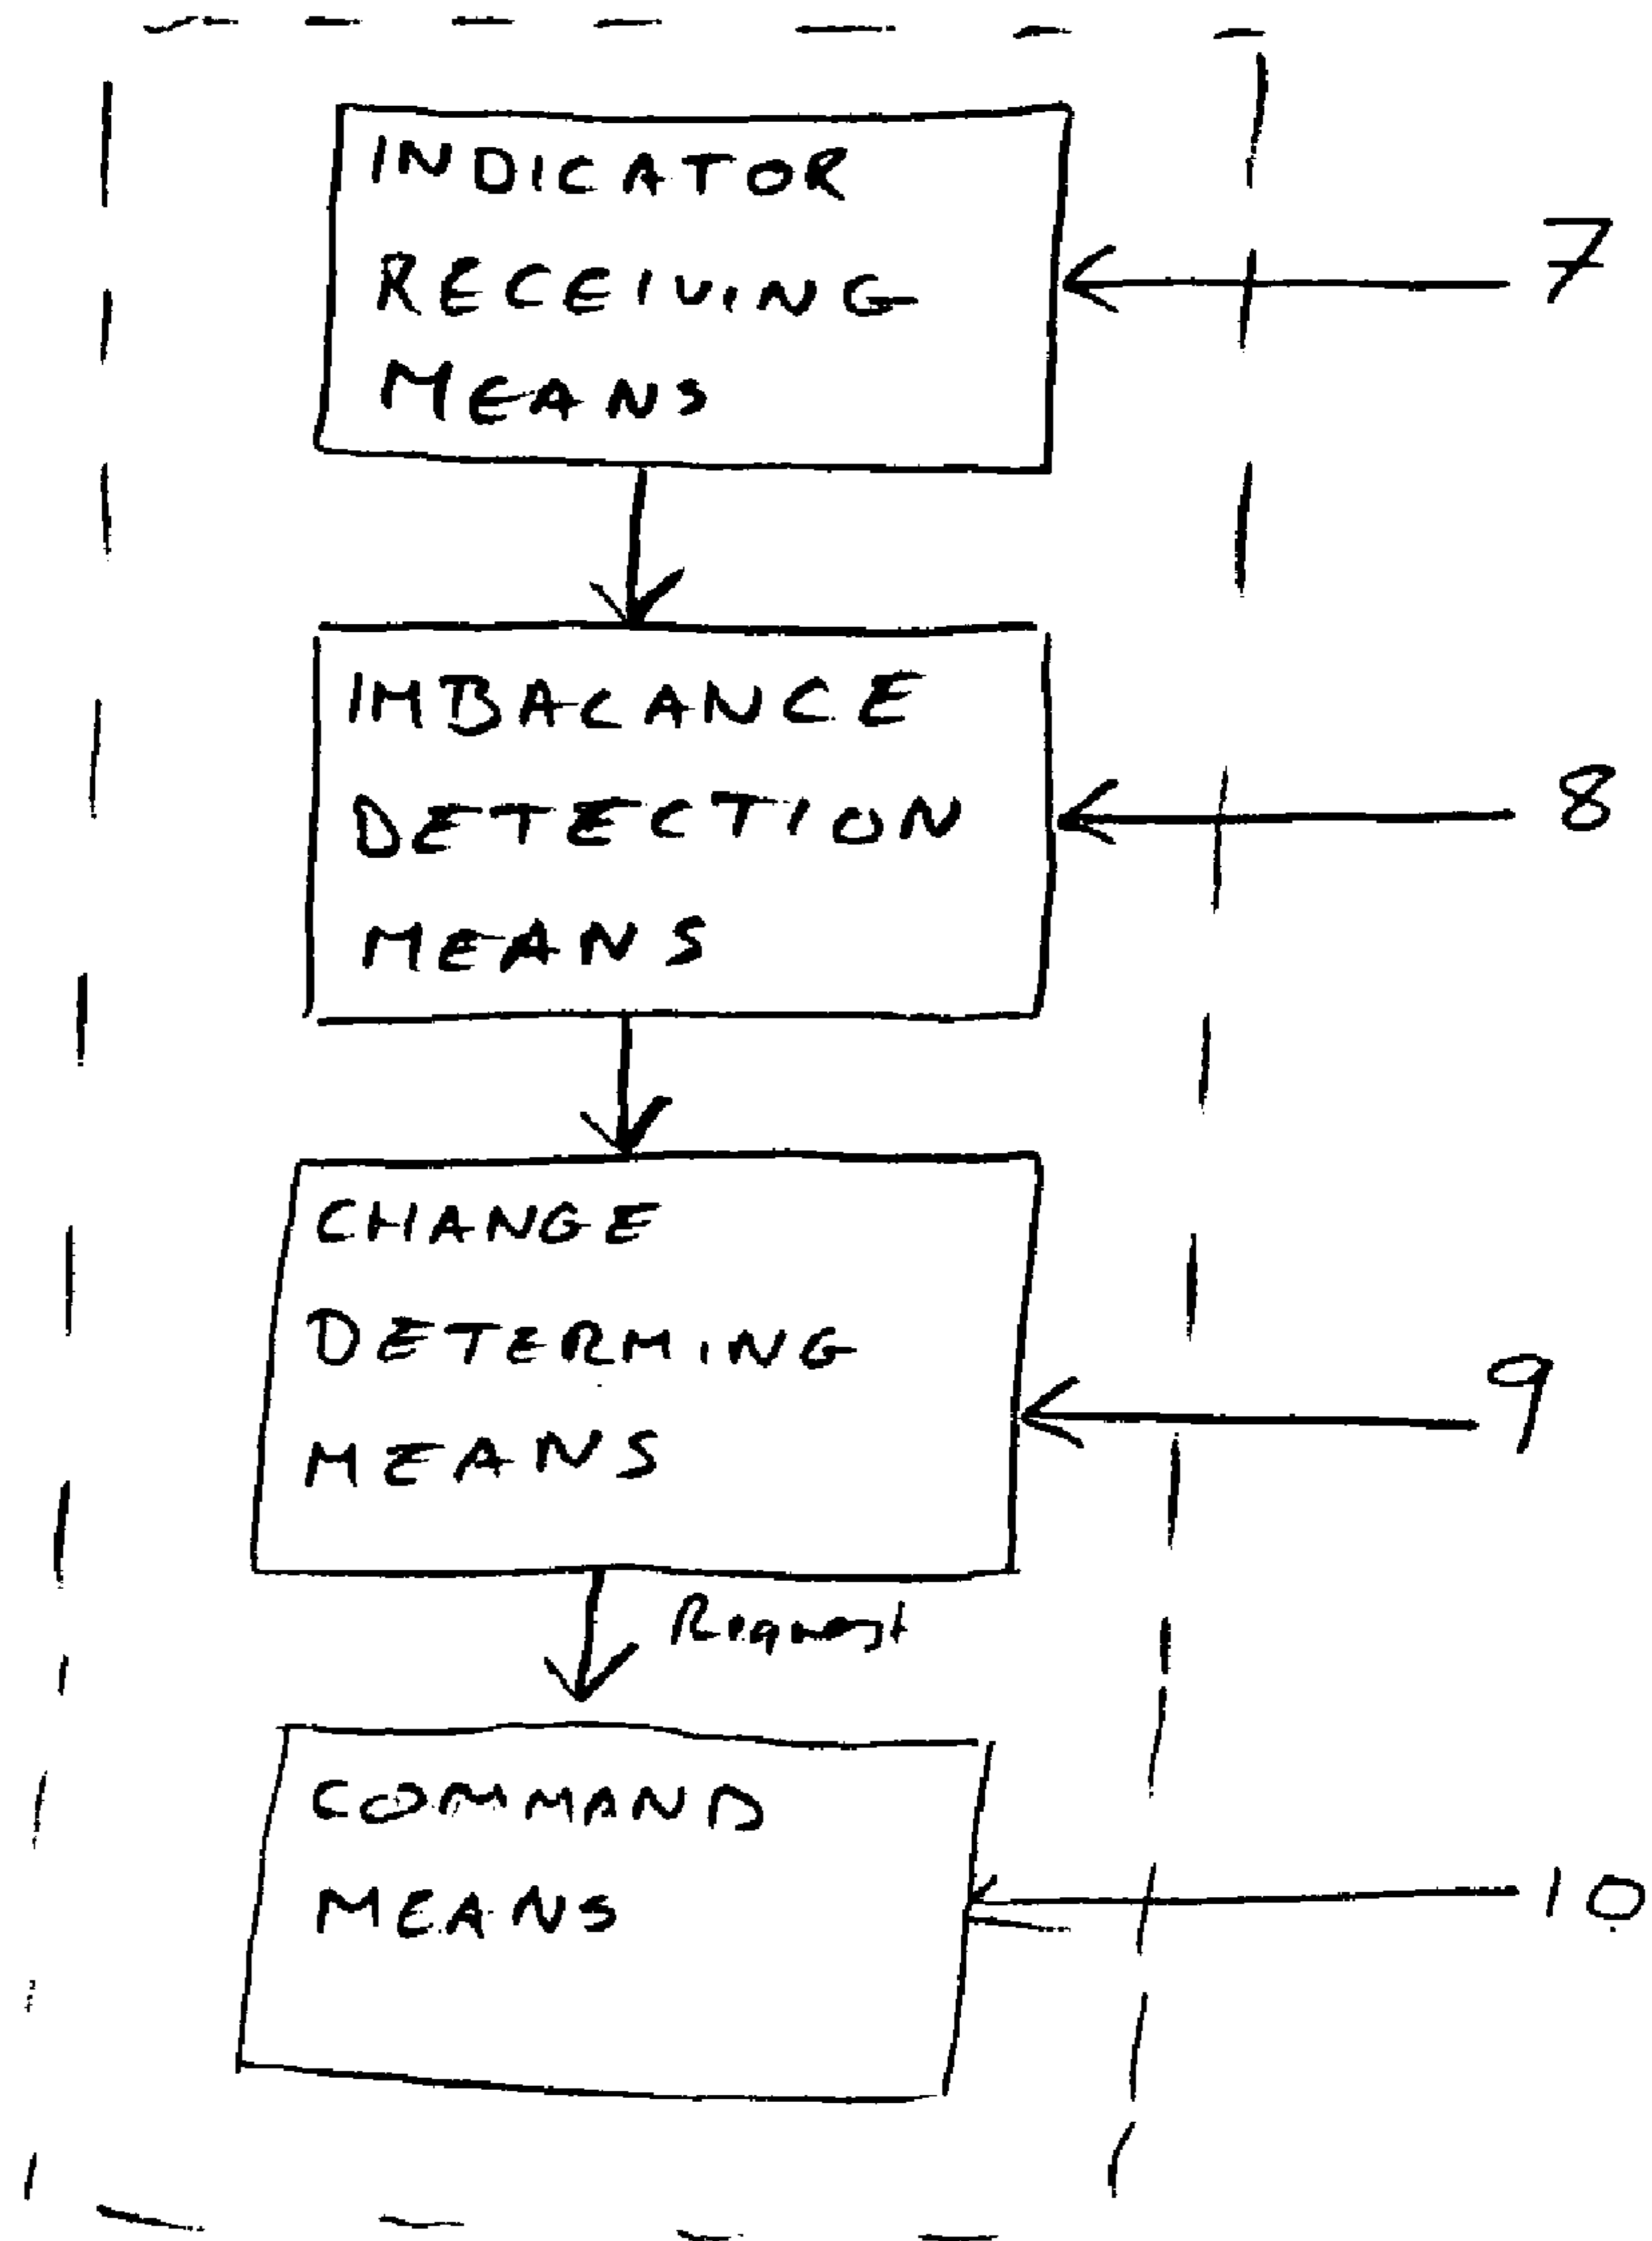 INDICATOR
RECEIVING
MEANS
7
IMBALANCE
DETECTION
MEANS
8
CHANGE
DETERMING
MEANS
9
Request
COMMAND
MEANS
10